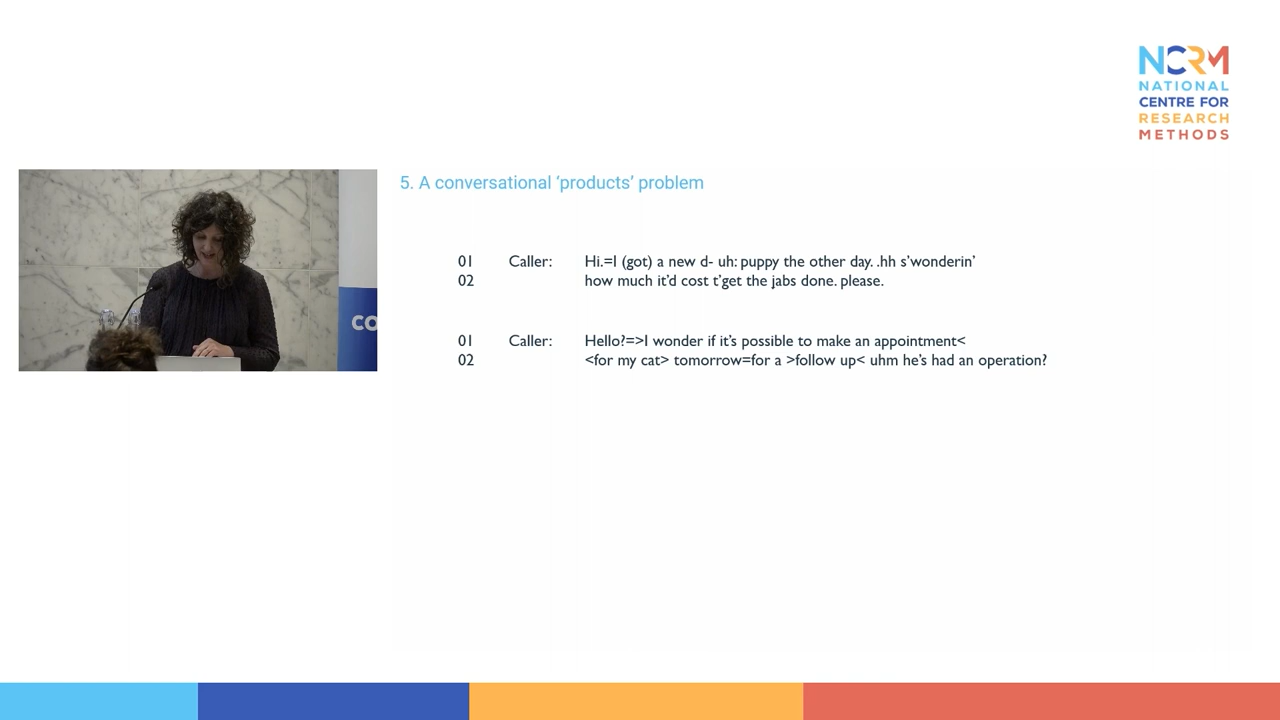 NCRM
NATIONAL
CENTRE FOR
RESEARCH
METHODS
5. A conversational ‘products’ problem
01 Caller: Hi.=I (got) a new d- uh: puppy the other day. .hh s’wonderin’
02 how much it’d cost t’get the jabs done. please.
01 Caller: Hello?=>I wonder if it’s possible to make an appointment<
02 <for my cat> tomorrow=for a >follow up< uhm he’s had an operation?
CO